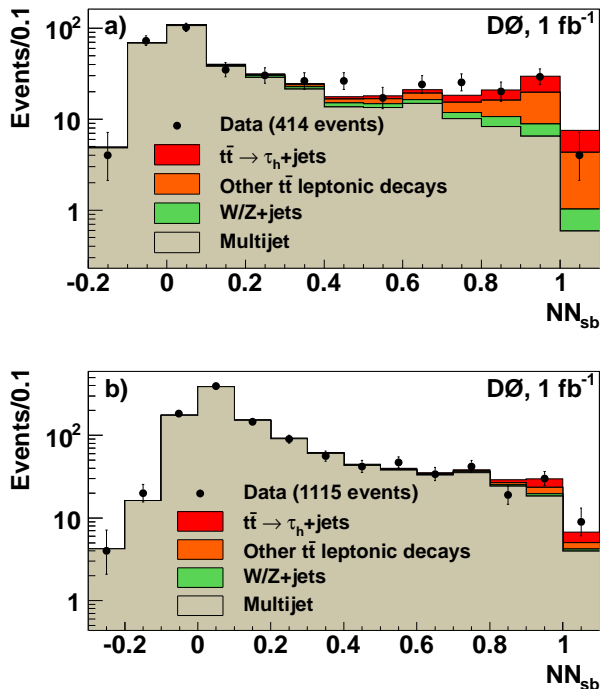 a)
DØ, 1 fb⁻¹
Events/0.1
10²
10
1
Data (414 events)
tt̄ → τₕ+jets
Other tt̄ leptonic decays
W/Z+jets
Multijet
-0.2 0 0.2 0.4 0.6 0.8 1
NN_sb
b)
DØ, 1 fb⁻¹
Events/0.1
10²
10
1
Data (1115 events)
tt̄ → τₕ+jets
Other tt̄ leptonic decays
W/Z+jets
Multijet
-0.2 0 0.2 0.4 0.6 0.8 1
NN_sb